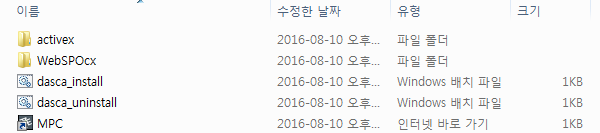 이름 수정한 날짜 유형 크기
activex 2016-08-10 오후... 파일 폴더
WebSPOcx 2016-08-10 오후... 파일 폴더
dasca_install 2016-08-10 오후... Windows 배치 파일 1KB
dasca_uninstall 2016-08-10 오후... Windows 배치 파일 1KB
MPC 2016-08-10 오후... 인터넷 바로 가기 1KB